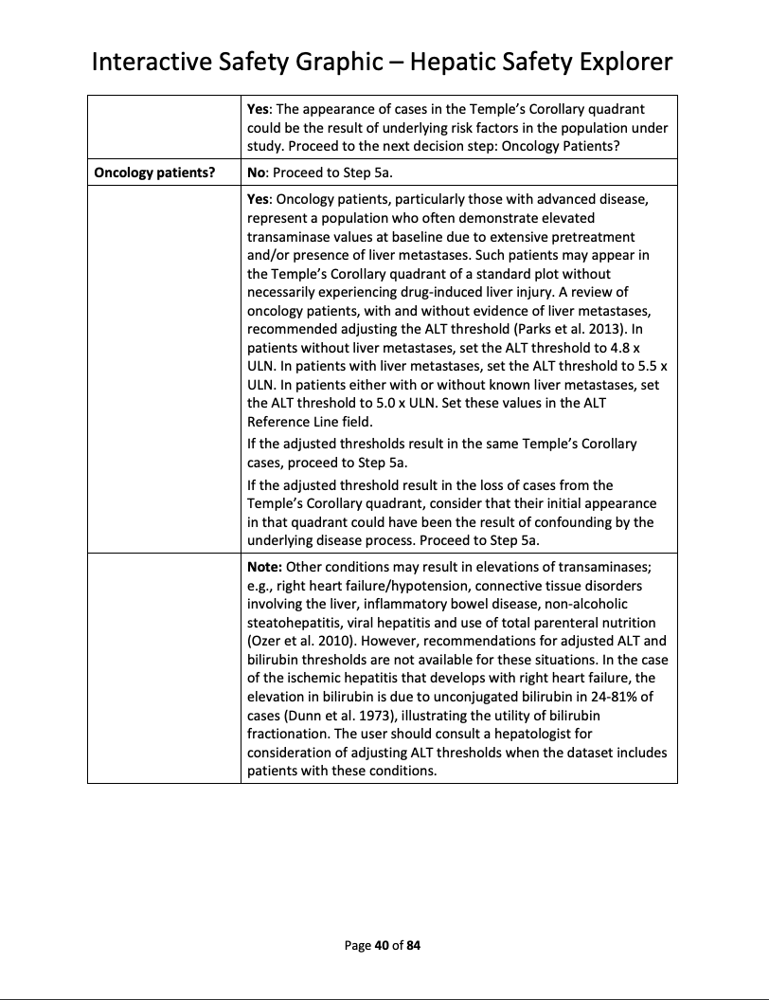 Interactive Safety Graphic – Hepatic Safety Explorer
Yes: The appearance of cases in the Temple’s Corollary quadrant
could be the result of underlying risk factors in the population under
study. Proceed to the next decision step: Oncology Patients?
Oncology patients? No: Proceed to Step 5a.
Yes: Oncology patients, particularly those with advanced disease,
represent a population who often demonstrate elevated
transaminase values at baseline due to extensive pretreatment
and/or presence of liver metastases. Such patients may appear in
the Temple’s Corollary quadrant of a standard plot without
necessarily experiencing drug-induced liver injury. A review of
oncology patients, with and without evidence of liver metastases,
recommended adjusting the ALT threshold (Parks et al. 2013). In
patients without liver metastases, set the ALT threshold to 4.8 x
ULN. In patients with liver metastases, set the ALT threshold to 5.5 x
ULN. In patients either with or without known liver metastases, set
the ALT threshold to 5.0 x ULN. Set these values in the ALT
Reference Line field.
If the adjusted thresholds result in the same Temple’s Corollary
cases, proceed to Step 5a.
If the adjusted threshold result in the loss of cases from the
Temple’s Corollary quadrant, consider that their initial appearance
in that quadrant could have been the result of confounding by the
underlying disease process. Proceed to Step 5a.
Note: Other conditions may result in elevations of transaminases;
e.g., right heart failure/hypotension, connective tissue disorders
involving the liver, inflammatory bowel disease, non-alcoholic
steatohepatitis, viral hepatitis and use of total parenteral nutrition
(Ozer et al. 2010). However, recommendations for adjusted ALT and
bilirubin thresholds are not available for these situations. In the case
of the ischemic hepatitis that develops with right heart failure, the
elevation in bilirubin is due to unconjugated bilirubin in 24-81% of
cases (Dunn et al. 1973), illustrating the utility of bilirubin
fractionation. The user should consult a hepatologist for
consideration of adjusting ALT thresholds when the dataset includes
patients with these conditions.
Page 40 of 84